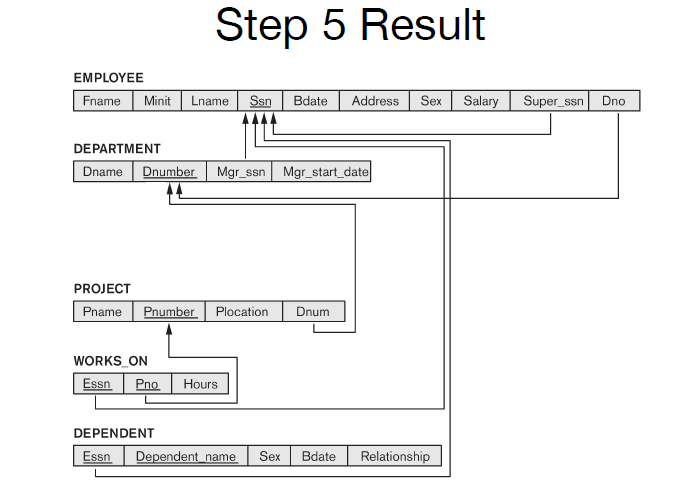 Step 5 Result
EMPLOYEE
Fname Minit Lname Ssn Bdate Address Sex Salary Super_ssn Dno
DEPARTMENT
Dname Dnumber Mgr_ssn Mgr_start_date
PROJECT
Pname Pnumber Plocation Dnum
WORKS_ON
Essn Pno Hours
DEPENDENT
Essn Dependent_name Sex Bdate Relationship